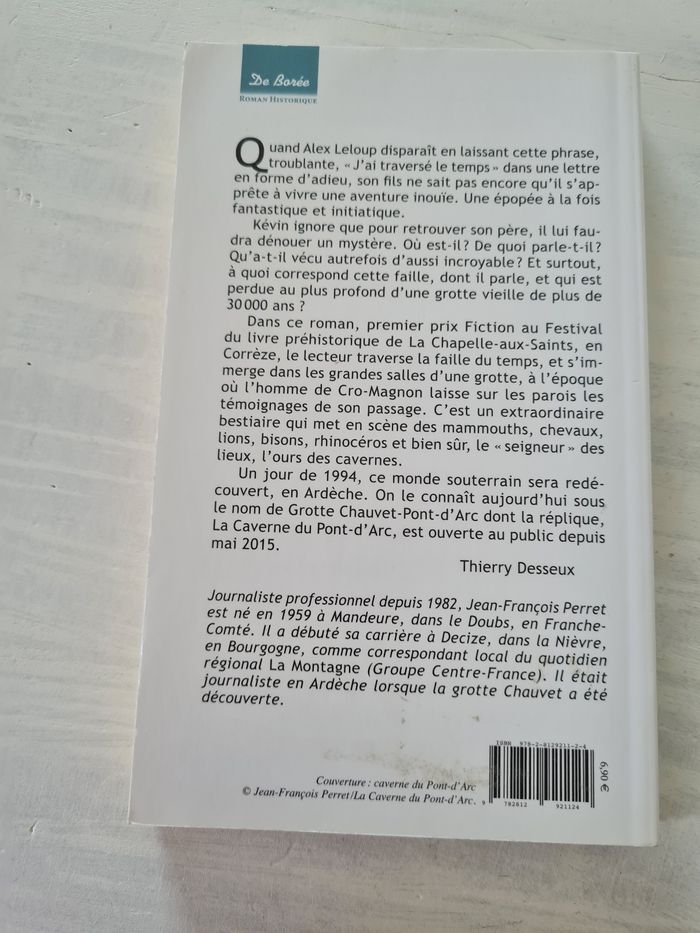 De Borée
ROMAN HISTORIQUE
Quand Alex Leloup disparaît en laissant cette phrase,
troublante, « J'ai traversé le temps » dans une lettre
en forme d'adieu, son fils ne sait pas encore qu'il s'ap-
prête à vivre une aventure inouïe. Une épopée à la fois
fantastique et initiatique.
Kévin ignore que pour retrouver son père, il lui fau-
dra dénouer un mystère. Où est-il ? De quoi parle-t-il ?
Qu'a-t-il vécu autrefois d'aussi incroyable ? Et surtout,
à quoi correspond cette faille, dont il parle, et qui est
perdue au plus profond d'une grotte vieille de plus de
30 000 ans ?
Dans ce roman, premier prix Fiction au Festival
du livre préhistorique de La Chapelle-aux-Saints, en
Corrèze, le lecteur traverse la faille du temps, et s'im-
merge dans les grandes salles d'une grotte, à l'époque
où l'homme de Cro-Magnon laisse sur les parois les
témoignages de son passage. C'est un extraordinaire
bestiaire qui met en scène des mammouths, chevaux,
lions, bisons, rhinocéros et bien sûr, le « seigneur » des
lieux, l'ours des cavernes.
Un jour de 1994, ce monde souterrain sera redé-
couvert, en Ardèche. On le connaît aujourd'hui sous
le nom de Grotte Chauvet-Pont-d'Arc dont la réplique,
La Caverne du Pont-d'Arc, est ouverte au public depuis
mai 2015.
Thierry Desseux
Journaliste professionnel depuis 1982, Jean-François Perret
est né en 1959 à Mandeure, dans le Doubs, en Franche-
Comté. Il a débuté sa carrière à Decize, dans la Nièvre,
en Bourgogne, comme correspondant local du quotidien
régional La Montagne (Groupe Centre-France). Il était
journaliste en Ardèche lorsque la grotte Chauvet a été
découverte.
Couverture : caverne du Pont-d'Arc
© Jean-François Perret/La Caverne du Pont-d'Arc.
ISBN 978-2-8129211-2-4
9 782812 921124
6,90 €